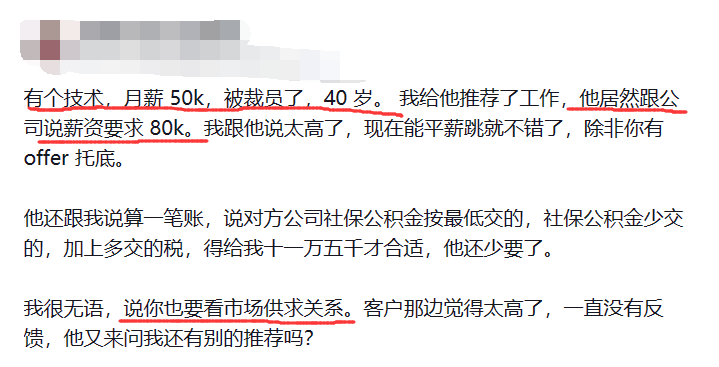 有个技术，月薪 50k，被裁员了，40 岁。 我给他推荐了工作，他居然跟公
司说薪资要求 80k。我跟他说太高了，现在能平薪跳就不错了，除非你有
offer 托底。
他还跟我说算一笔账，说对方公司社保公积金按最低交的，社保公积金少交
的，加上多交的税，得给我十一万五千才合适，他还少要了。
我很无语，说你也要看市场供求关系。客户那边觉得太高了，一直没有反
馈，他又来问我还有别的推荐吗？